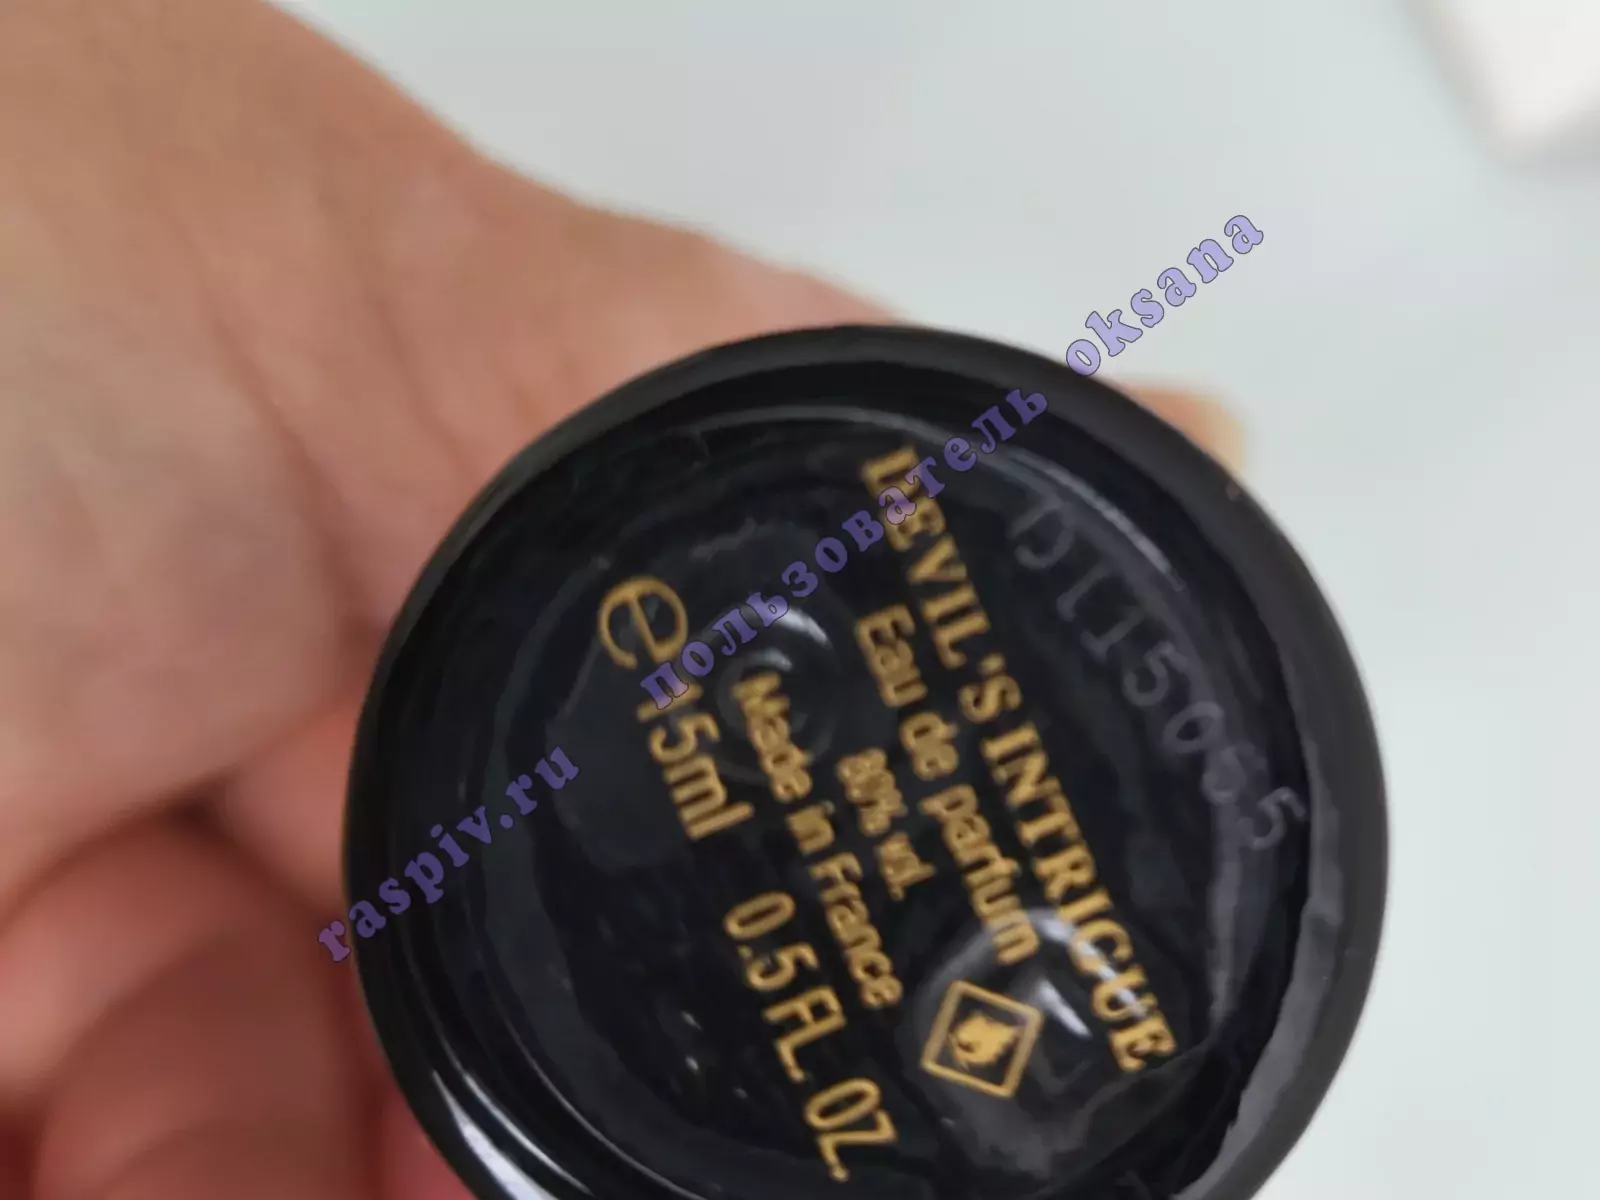 DEVIL'S INTRIGUE
Eau de parfum
80% vol.
Made in France
e 15ml 0.5 FL. OZ.
raspiv.ru пользователь oksana